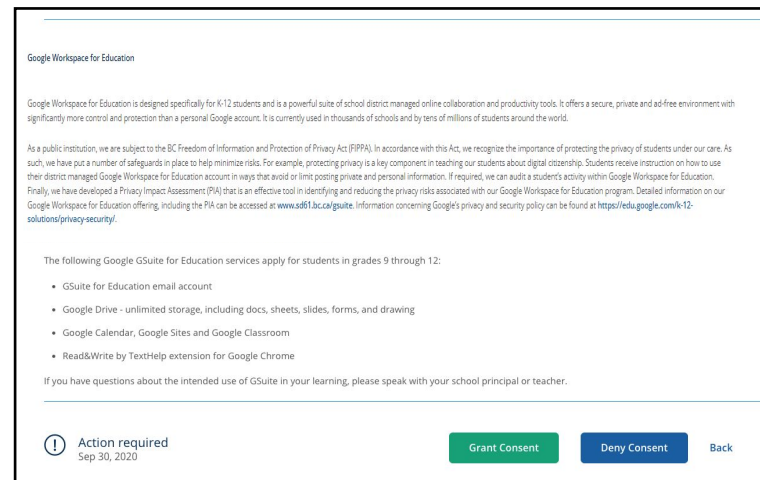 Google Workspace for Education
Google Workspace for Education is designed specifically for K-12 students and is a powerful suite of school district managed online collaboration and productivity tools. It offers a secure, private and ad-free environment with
significantly more control and protection than a personal Google account. It is currently used in thousands of schools and by tens of millions of students around the world.
As a public institution, we are subject to the BC Freedom of Information and Protection of Privacy Act (FIPPA). In accordance with this Act, we recognize the importance of protecting the privacy of students under our care. As
such, we have put a number of safeguards in place to help minimize risks. For example, protecting privacy is a key component in teaching our students about digital citizenship. Students receive instruction on how to use
their district managed Google Workspace for Education account in ways that avoid or limit posting private and personal information. If required, we can audit a student's activity within Google Workspace for Education.
Finally, we have developed a Privacy Impact Assessment (PIA) that is an effective tool in identifying and reducing the privacy risks associated with our Google Workspace for Education program. Detailed information on our
Google Workspace for Education offering, including the PIA can be accessed at www.sd61.bc.ca/gsuite. Information concerning Google's privacy and security policy can be found at https://edu.google.com/k-12-
solutions/privacy-security/.
The following Google GSuite for Education services apply for students in grades 9 through 12:
• GSuite for Education email account
• Google Drive - unlimited storage, including docs, sheets, slides, forms, and drawing
• Google Calendar, Google Sites and Google Classroom
• Read&Write by TextHelp extension for Google Chrome
If you have questions about the intended use of GSuite in your learning, please speak with your school principal or teacher.
! Action required
Sep 30, 2020
Grant Consent Deny Consent Back